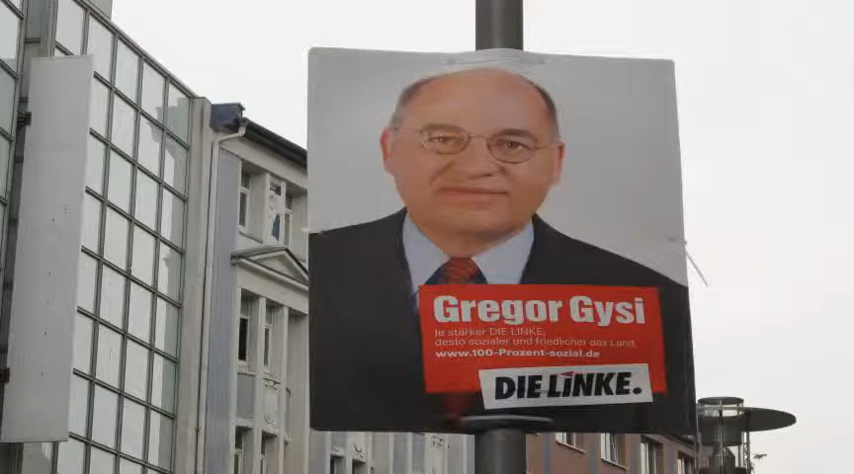 Gregor Gysi
Je stärker DIE LINKE,
desto sozialer und friedlicher das Land.
www.100-Prozent-sozial.de
DIE LINKE.